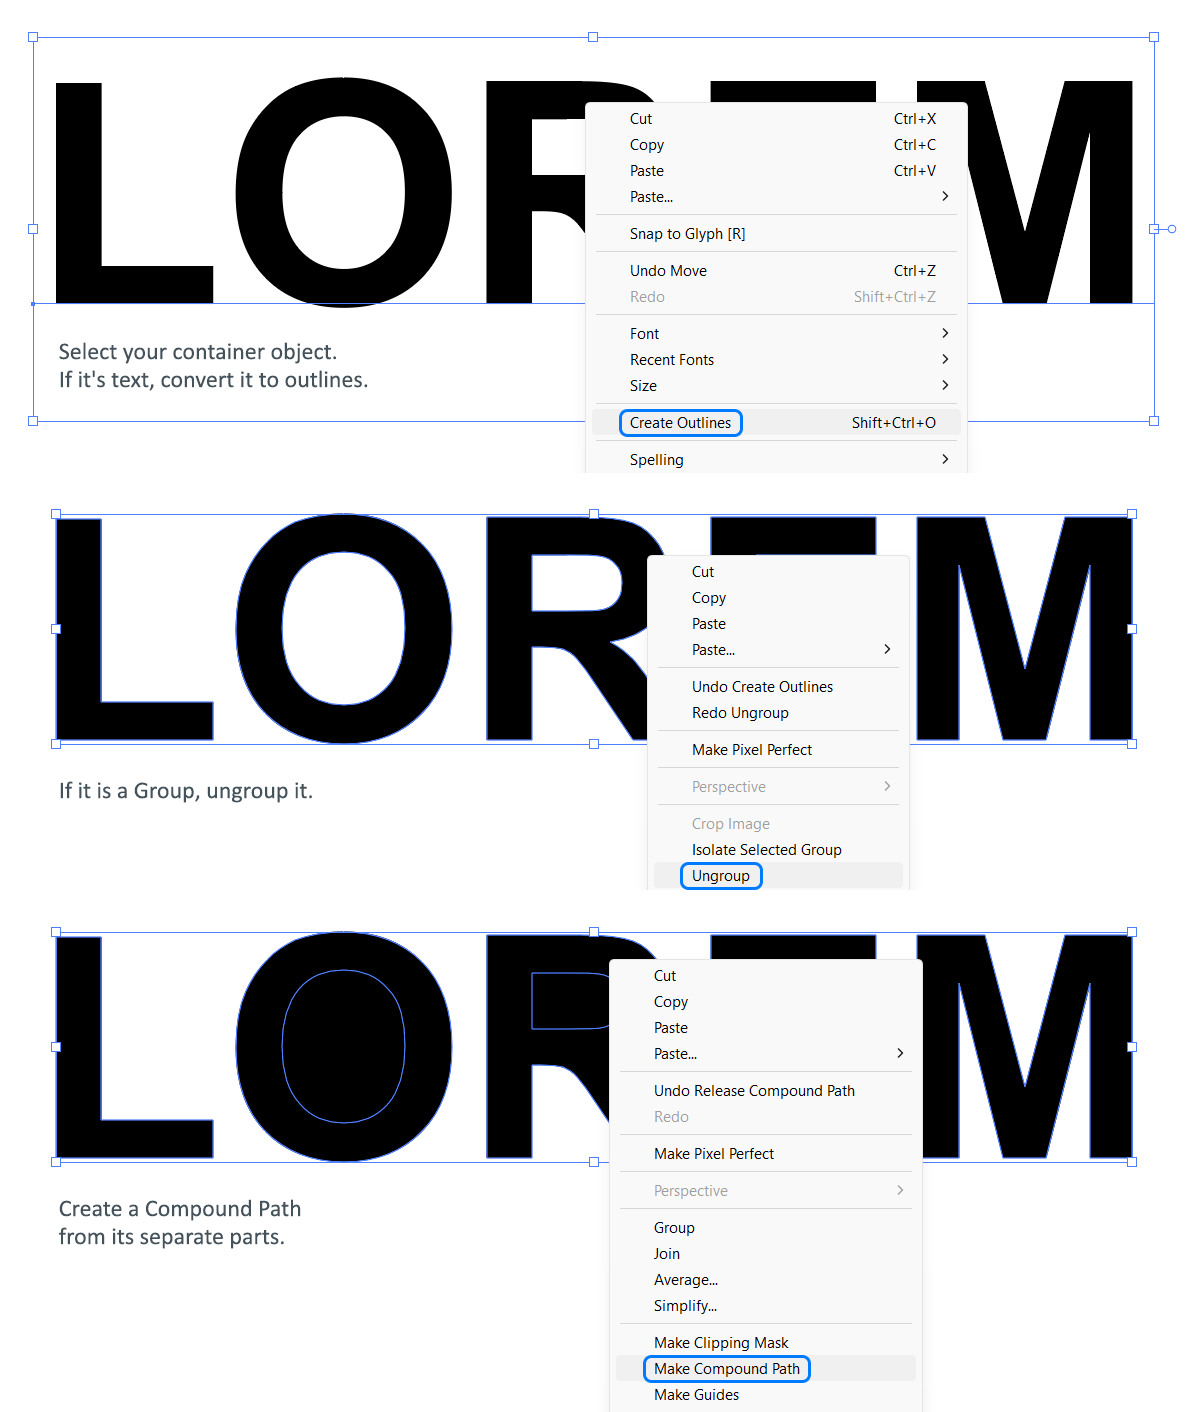 LOREM
Cut Ctrl+X
Copy Ctrl+C
Paste Ctrl+V
Paste...
Snap to Glyph [R]
Undo Move Ctrl+Z
Redo Shift+Ctrl+Z
Font
Recent Fonts
Size
Create Outlines Shift+Ctrl+O
Spelling
Select your container object.
If it's text, convert it to outlines.
LOREM
Cut
Copy
Paste
Paste...
Undo Create Outlines
Redo Ungroup
Make Pixel Perfect
Perspective
Crop Image
Isolate Selected Group
Ungroup
If it is a Group, ungroup it.
LOREM
Cut
Copy
Paste
Paste...
Undo Release Compound Path
Redo
Make Pixel Perfect
Perspective
Group
Join
Average...
Simplify...
Make Clipping Mask
Make Compound Path
Make Guides
Create a Compound Path
from its separate parts.